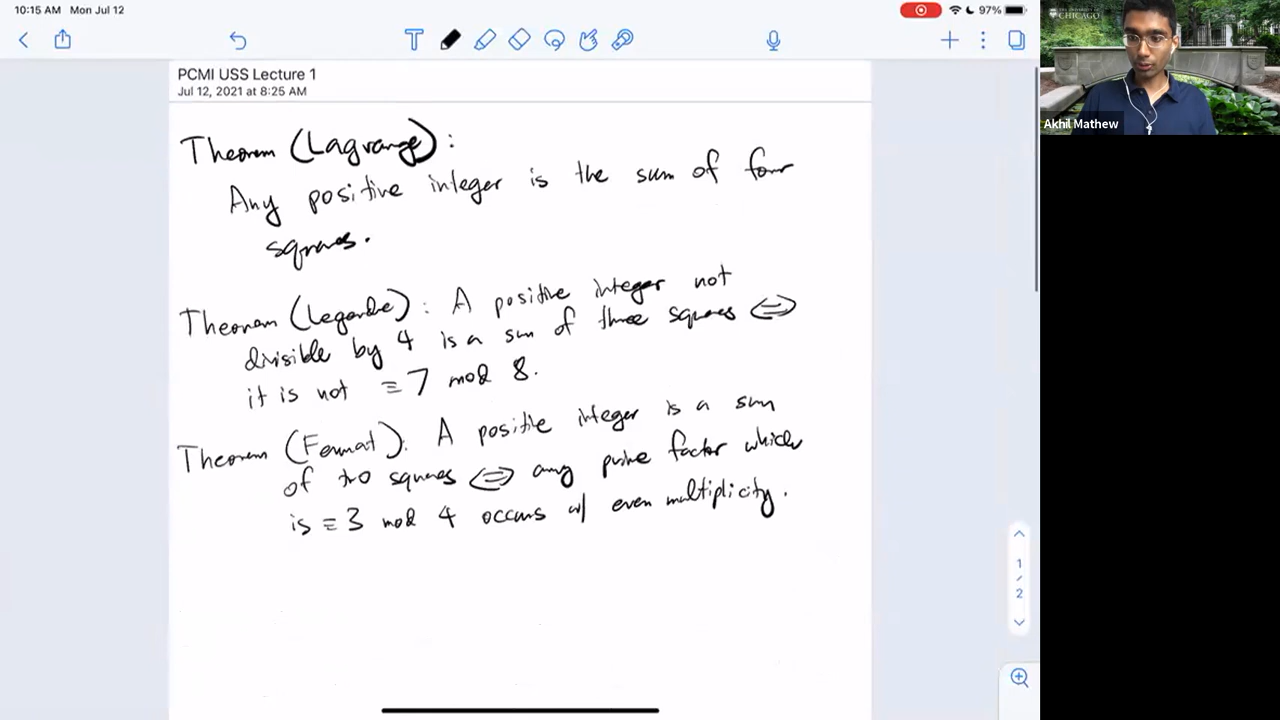 10:15 AM Mon Jul 12
97%
THE UNIVERSITY OF
CHICAGO
Akhil Mathew
PCMI USS Lecture 1
Jul 12, 2021 at 8:25 AM
Theorem (Lagrange):
Any positive integer is the sum of four
squares.
Theorem (Legendre): A positive integer not
divisible by 4 is a sum of three squares ⇔
it is not ≡ 7 mod 8.
Theorem (Fermat): A positive integer is a sum
of two squares ⇔ any prime factor which
is ≡ 3 mod 4 occurs w/ even multiplicity.
1
/
2